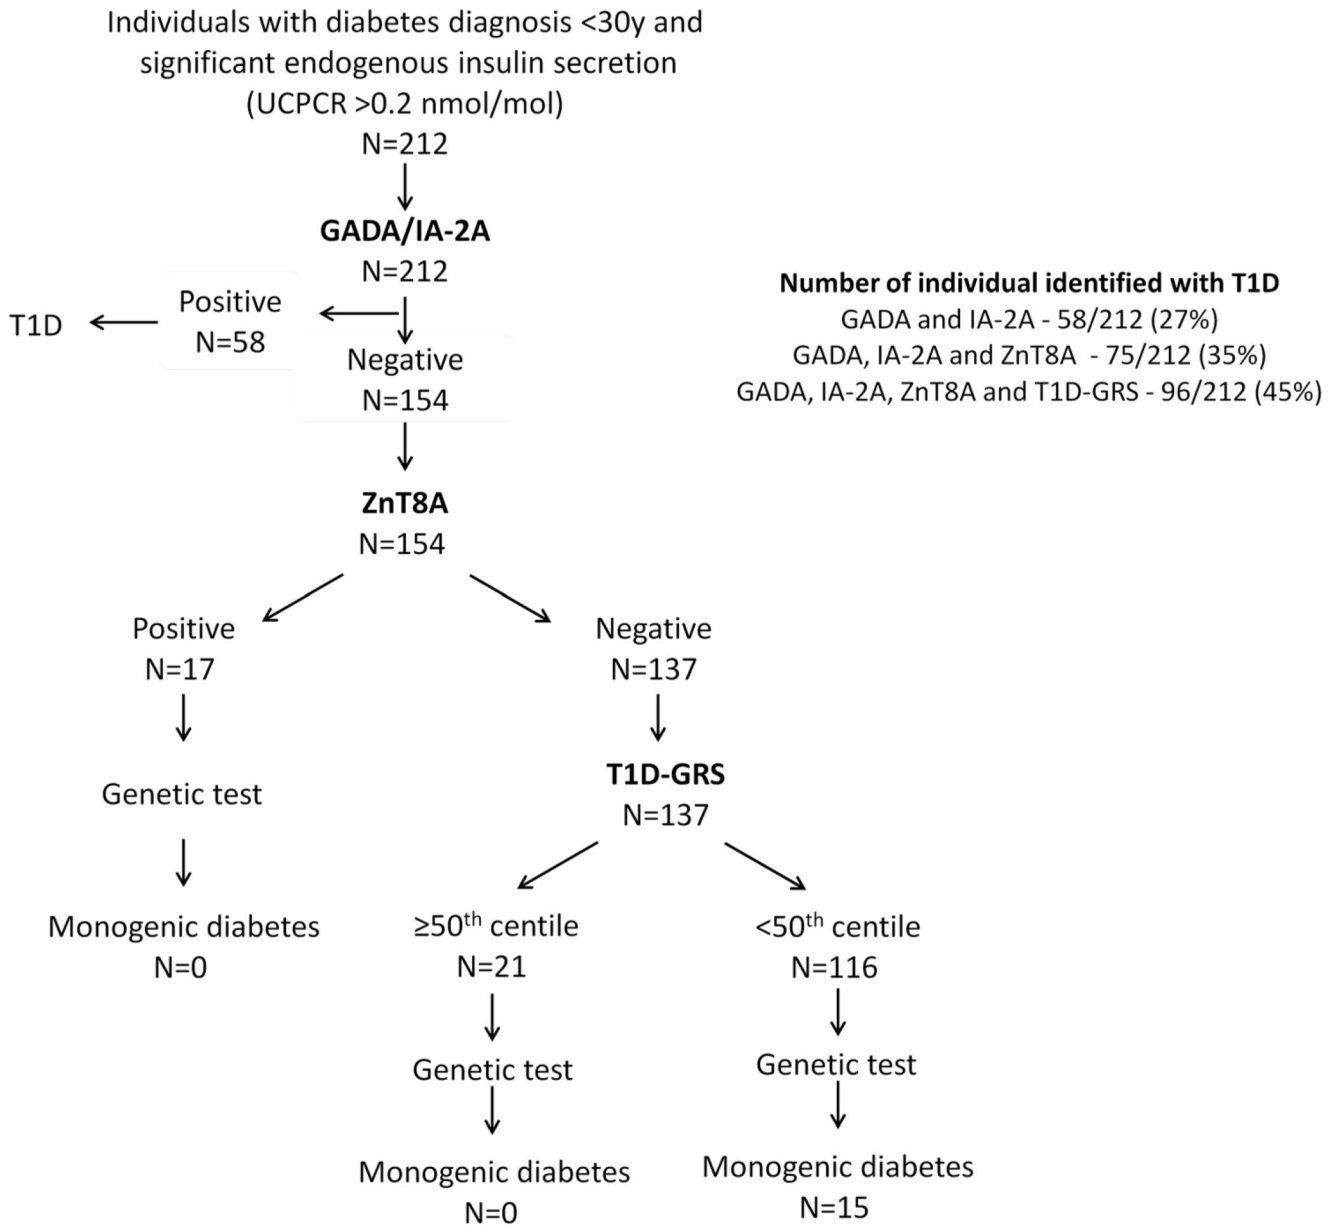 Individuals with diabetes diagnosis <30y and
significant endogenous insulin secretion
(UCPCR >0.2 nmol/mol)
N=212
GADA/IA-2A
N=212
Positive
N=58
T1D
Negative
N=154
Number of individual identified with T1D
GADA and IA-2A - 58/212 (27%)
GADA, IA-2A and ZnT8A - 75/212 (35%)
GADA, IA-2A, ZnT8A and T1D-GRS - 96/212 (45%)
ZnT8A
N=154
Positive
N=17
Genetic test
Monogenic diabetes
N=0
Negative
N=137
T1D-GRS
N=137
≥50th centile
N=21
Genetic test
Monogenic diabetes
N=0
<50th centile
N=116
Genetic test
Monogenic diabetes
N=15